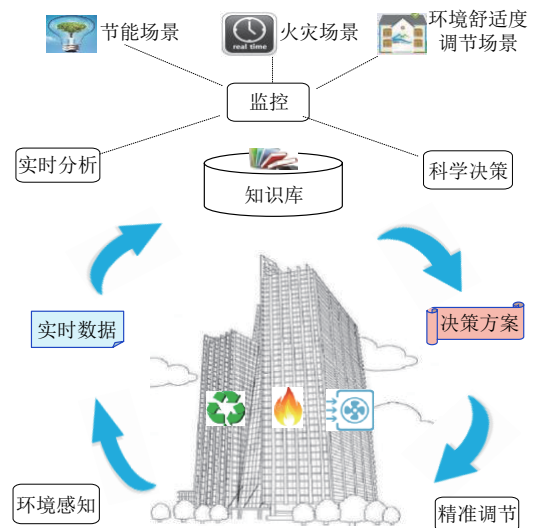 节能场景
real time
火灾场景
环境舒适度
调节场景
监控
实时分析
科学决策
知识库
实时数据
决策方案
环境感知
精准调节